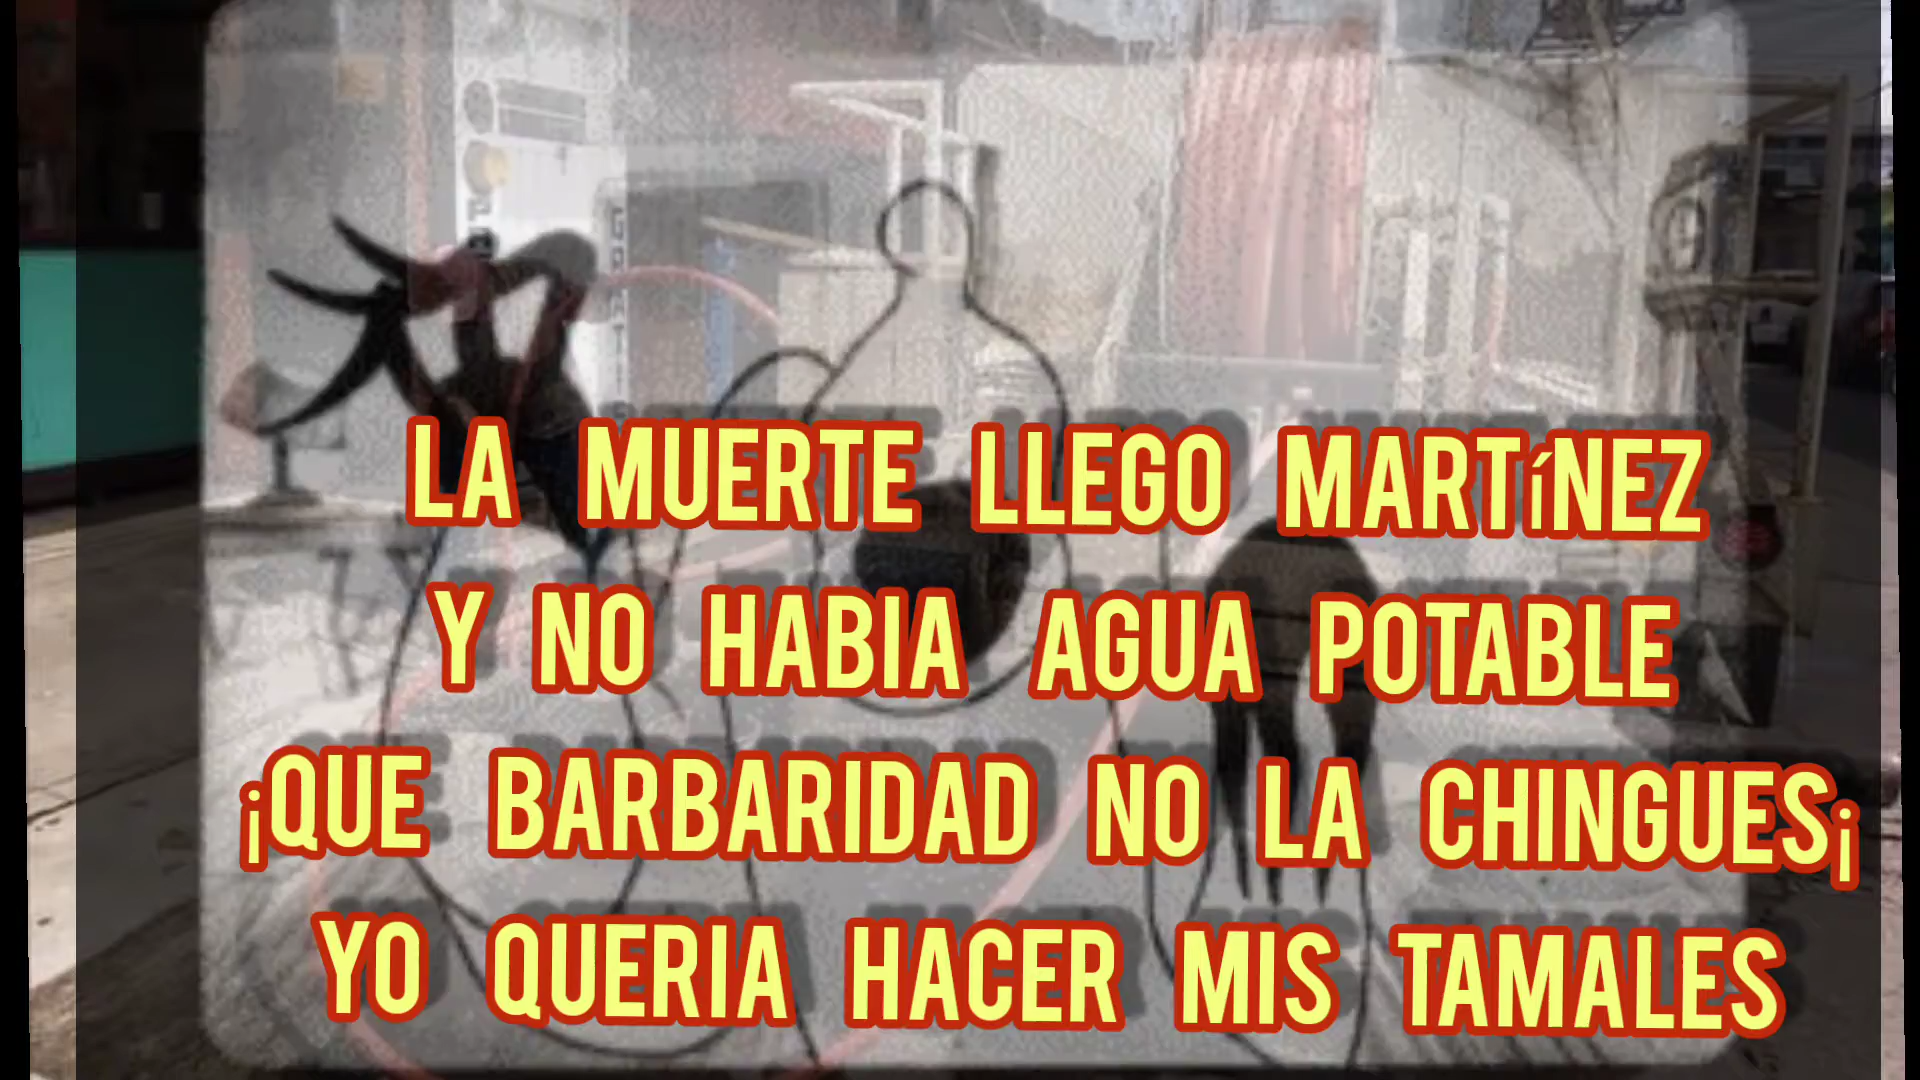 LA MUERTE LLEGO MARTíNEZ
Y NO HABIA AGUA POTABLE
¡QUE BARBARIDAD NO LA CHINGUES¡
YO QUERIA HACER MIS TAMALES